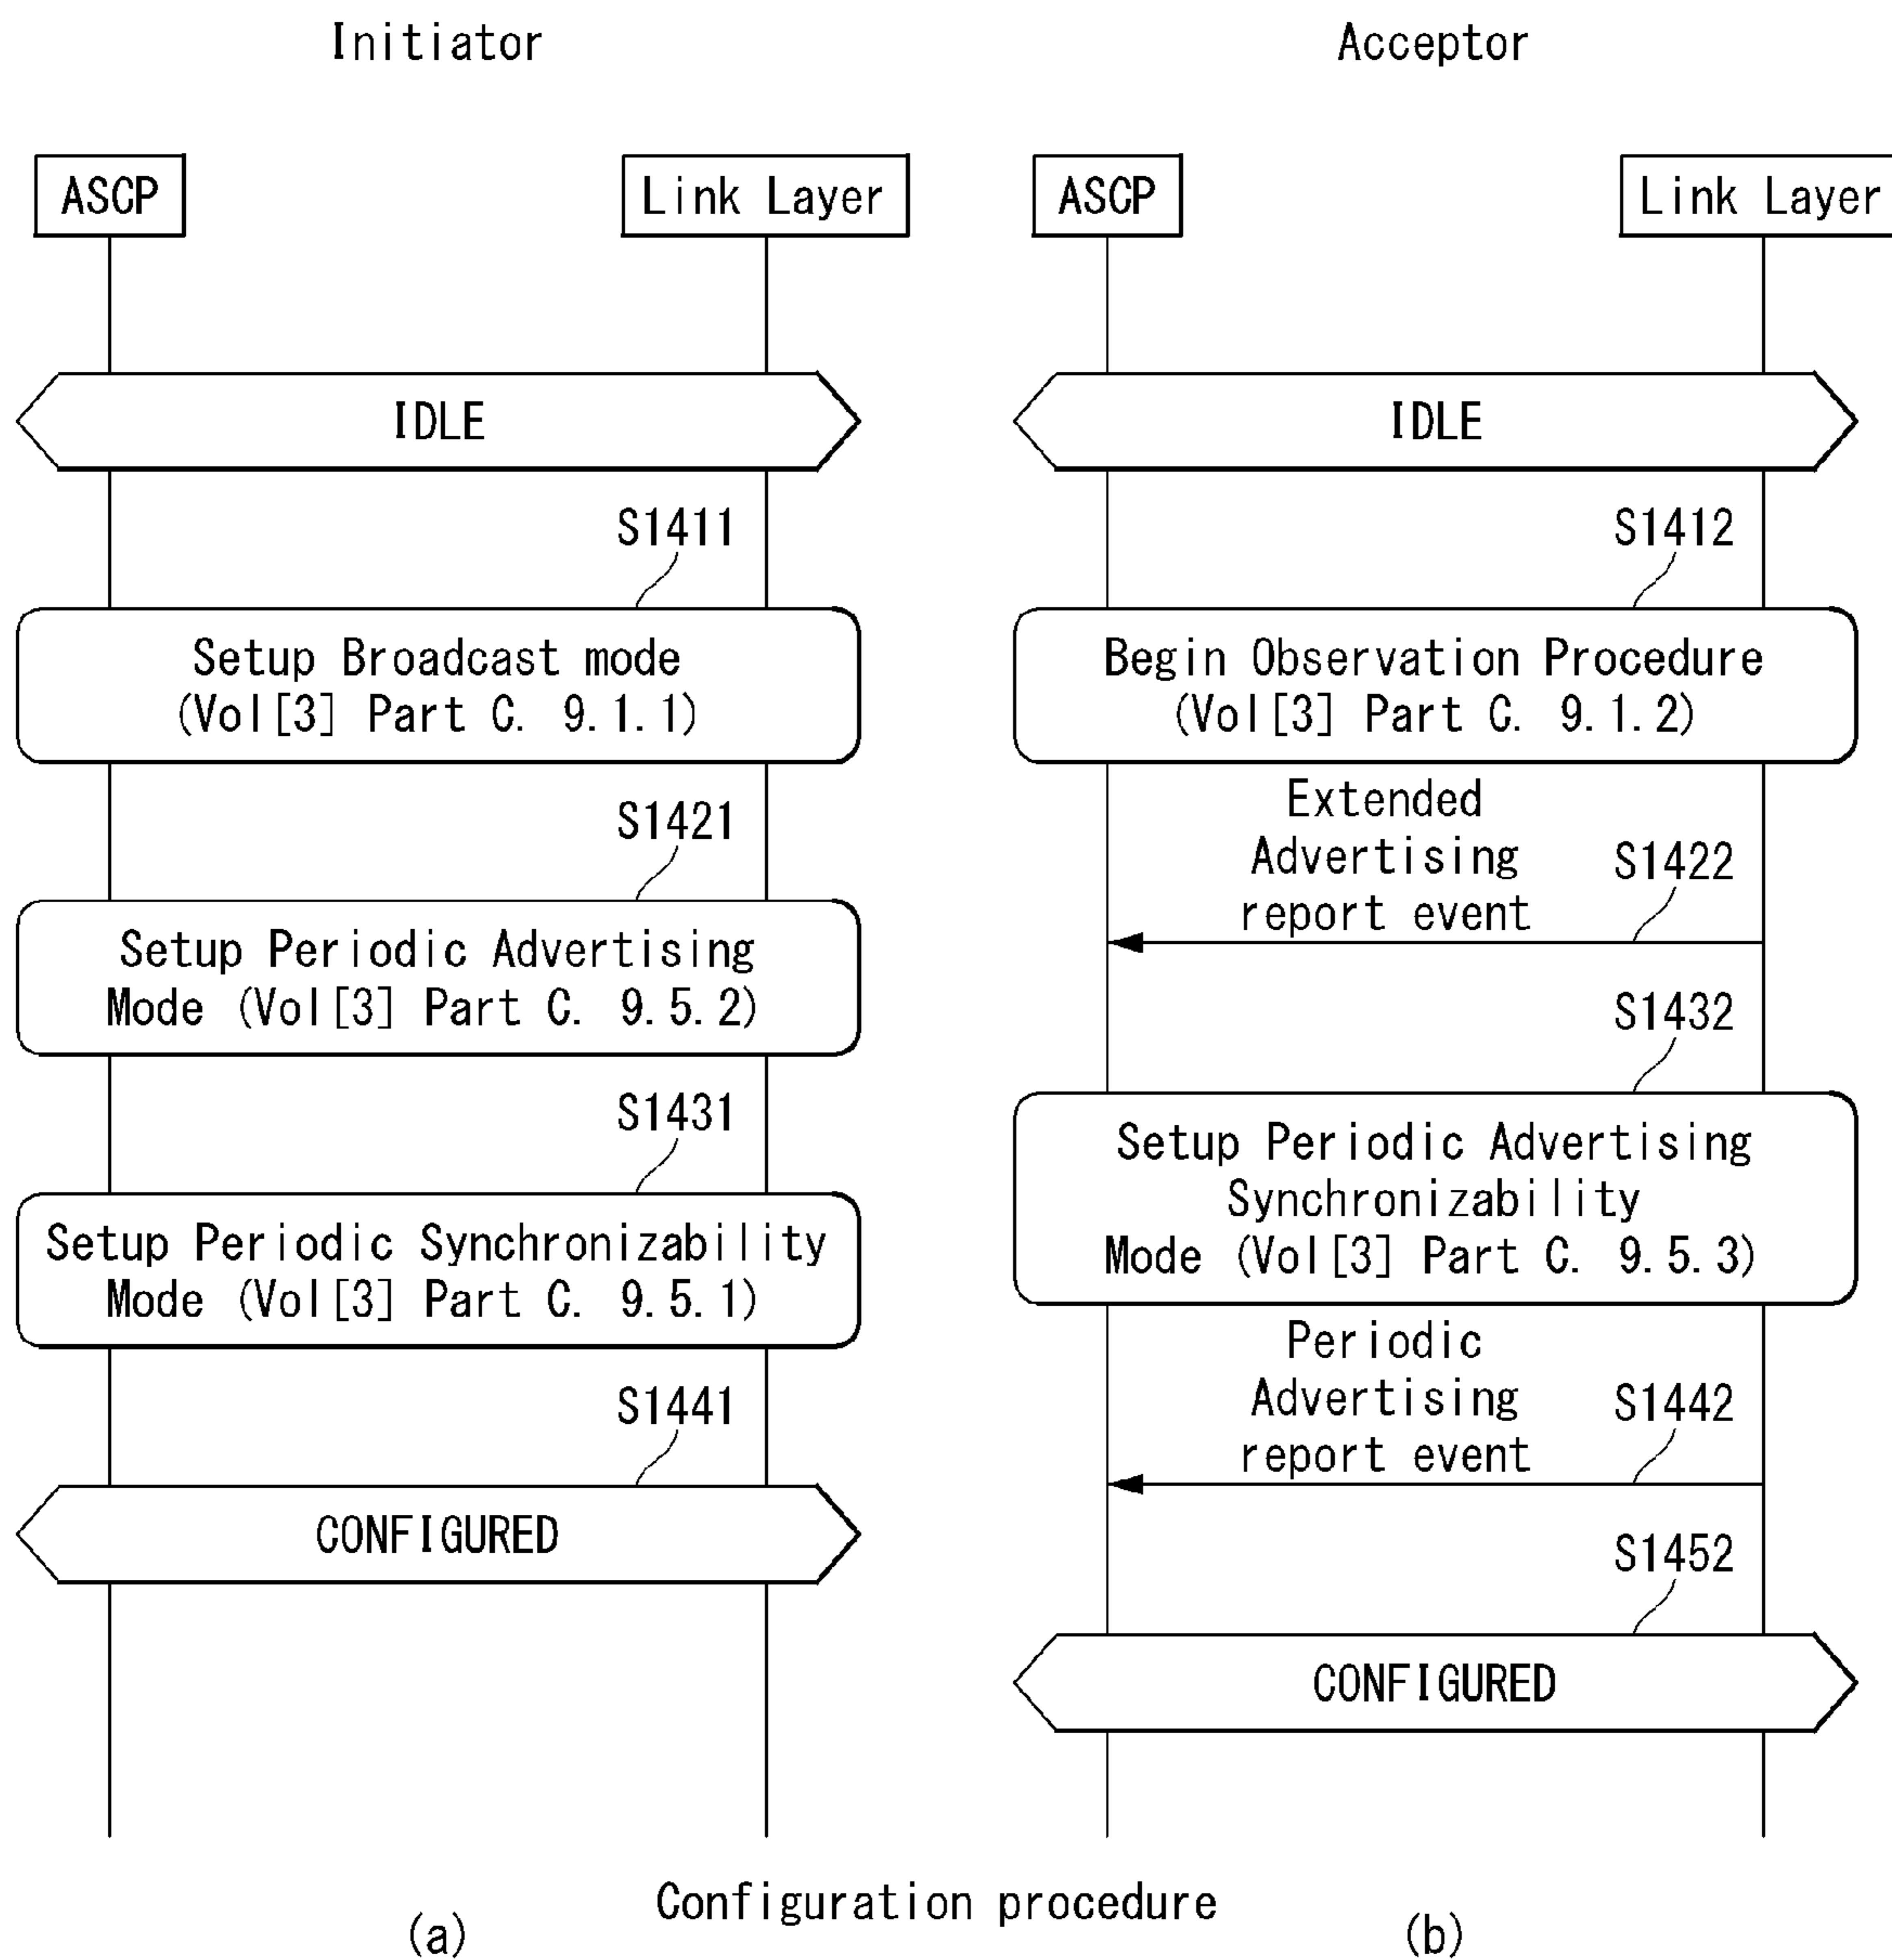 Initiator
Acceptor
ASCP
Link Layer
ASCP
Link Layer
IDLE
IDLE
S1411
S1412
Setup Broadcast mode
(Vol[3] Part C. 9.1.1)
Begin Observation Procedure
(Vol[3] Part C. 9.1.2)
S1421
Extended
Advertising
report event
S1422
Setup Periodic Advertising
Mode (Vol[3] Part C. 9.5.2)
S1432
S1431
Setup Periodic Advertising
Synchronizability
Mode (Vol[3] Part C. 9.5.3)
Setup Periodic Synchronizability
Mode (Vol[3] Part C. 9.5.1)
Periodic
Advertising
report event
S1441
S1442
CONFIGURED
S1452
CONFIGURED
Configuration procedure
(a)
(b)